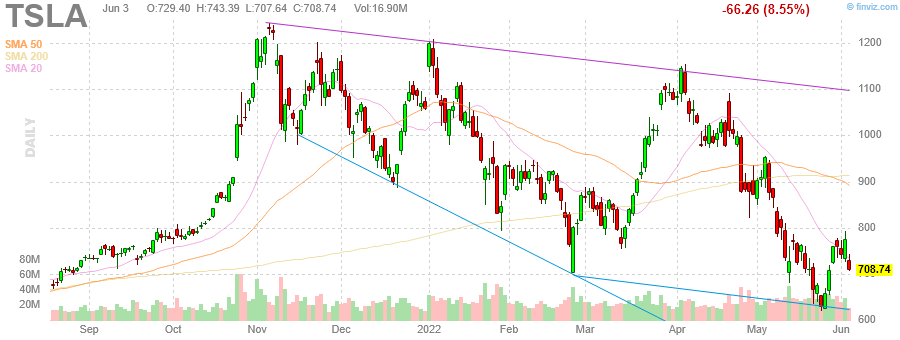 TSLA Jun 3 O:729.40 H:743.39 L:707.64 C:708.74 Vol:16.90M -66.26 (8.55%) © finviz.com
SMA 50
SMA 200
SMA 20
DAILY
1200
1100
1000
900
800
708.74
600
80M
60M
40M
20M
Sep Oct Nov Dec 2022 Feb Mar Apr May Jun